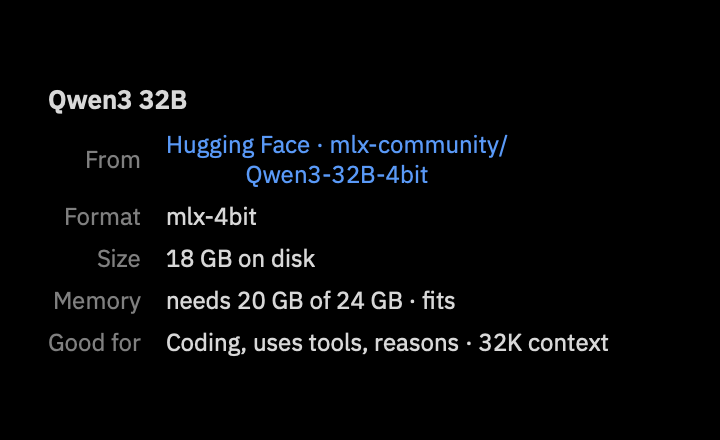 Qwen3 32B
From Hugging Face · mlx-community/
Qwen3-32B-4bit
Format mlx-4bit
Size 18 GB on disk
Memory needs 20 GB of 24 GB · fits
Good for Coding, uses tools, reasons · 32K context